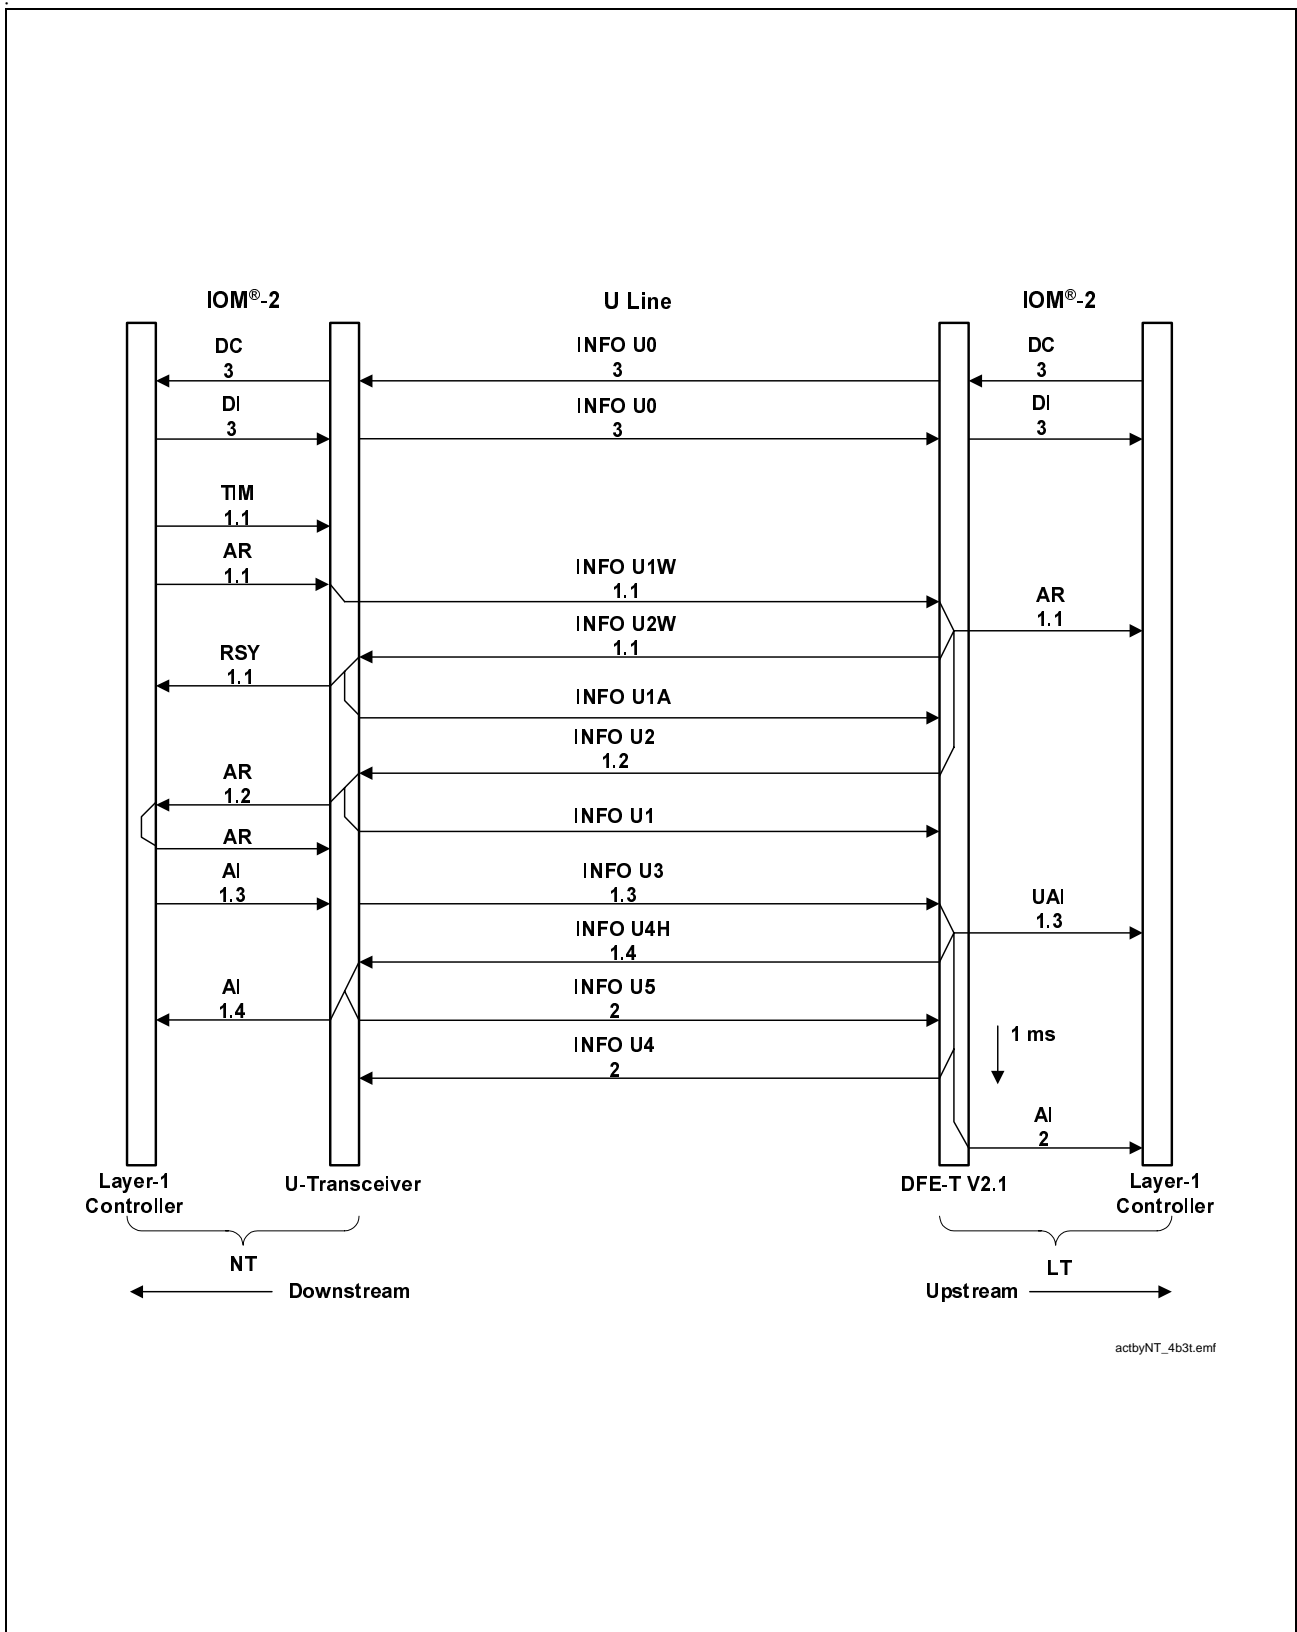 .
IOM®-2 U Line IOM®-2
DC INFO U0 DC
3 3 3
DI INFO U0 DI
3 3 3
TIM
1.1
AR
1.1
INFO U1W
1.1
AR
1.1
INFO U2W
1.1
RSY
1.1
INFO U1A
INFO U2
1.2
AR
1.2
INFO U1
AR
AI INFO U3
1.3 1.3
UAI
1.3
INFO U4H
1.4
AI INFO U5
1.4 2
1 ms
INFO U4
2
AI
2
Layer-1
Controller
U-Transceiver
DFE-T V2.1
Layer-1
Controller
NT
LT
Downstream
Upstream
actbyNT_4b3t.emf